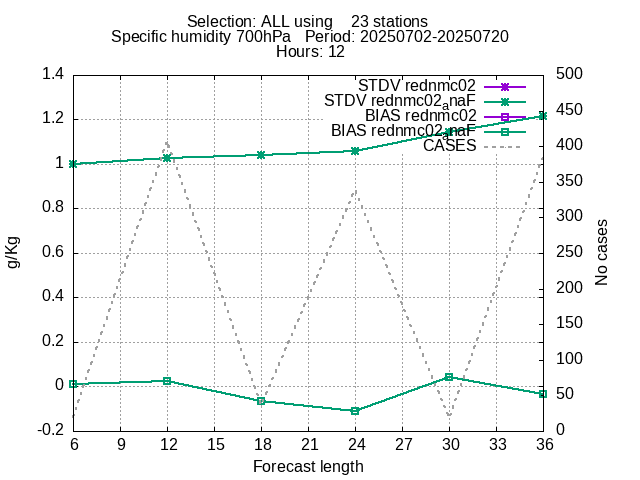 Selection: ALL using    23 stations
Specific humidity 700hPa   Period: 20250702-20250720
Hours: 12
1.4
1.2
1
0.8
0.6
0.4
0.2
0
-0.2
g/Kg
STDV rednmc02
STDV rednmc02anaF
BIAS rednmc02
BIAS rednmc02anaF
CASES
500
450
400
350
300
250
200
150
100
50
0
No cases
6 9 12 15 18 21 24 27 30 33 36
Forecast length